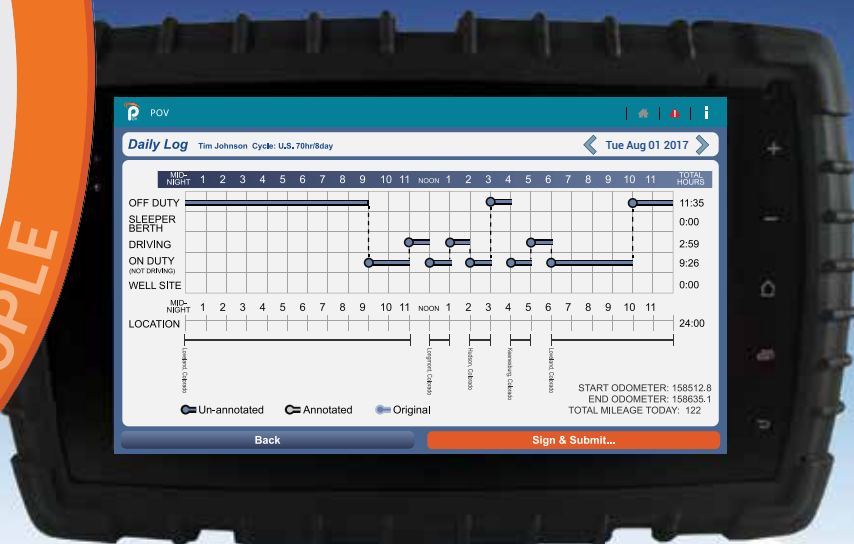 OPLE
POV
Daily Log Tim Johnson Cycle: U.S. 70hr/8day Tue Aug 01 2017
MID-NIGHT 1 2 3 4 5 6 7 8 9 10 11 NOON 1 2 3 4 5 6 7 8 9 10 11 TOTAL HOURS
OFF DUTY 11:35
SLEEPER BERTH 0:00
DRIVING 2:59
ON DUTY (NOT DRIVING) 9:26
WELL SITE 0:00
MID-NIGHT 1 2 3 4 5 6 7 8 9 10 11 NOON 1 2 3 4 5 6 7 8 9 10 11
LOCATION 24:00
Loveland, Colorado
Longmont, Colorado
Hudson, Colorado
Keenesburg, Colorado
Loveland, Colorado
START ODOMETER: 158512.8
END ODOMETER: 158635.1
TOTAL MILEAGE TODAY: 122
Un-annotated Annotated Original
Back Sign & Submit...